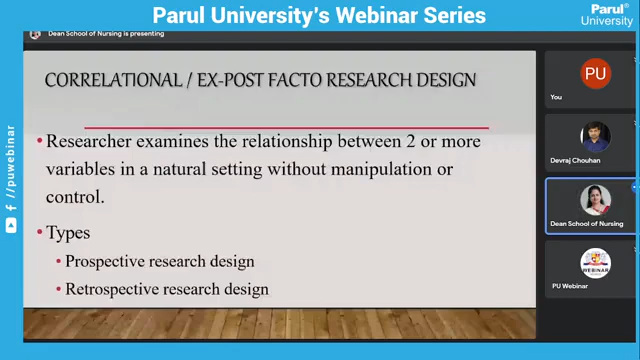 Parul University's Webinar Series
Parul®
University
Dean School of Nursing is presenting
CORRELATIONAL / EX-POST FACTO RESEARCH DESIGN
•Researcher examines the relationship between 2 or more
variables in a natural setting without manipulation or
control.
•Types
•Prospective research design
•Retrospective research design
PU
You
Devraj Chouhan
Dean School of Nursing
WEBINAR
PU Webinar
//puwebinar